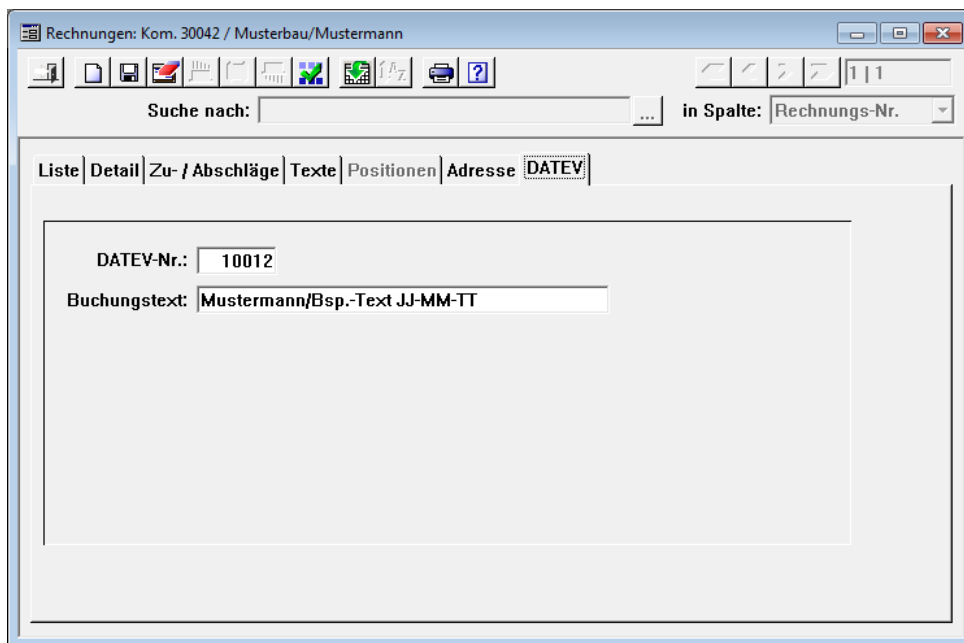 Rechnungen: Kom. 30042 / Musterbau/Mustermann
1 | 1
Suche nach: ... in Spalte: Rechnungs-Nr.
Liste Detail Zu- / Abschläge Texte Positionen Adresse DATEV
DATEV-Nr.: 10012
Buchungstext: Mustermann/Bsp.-Text JJ-MM-TT